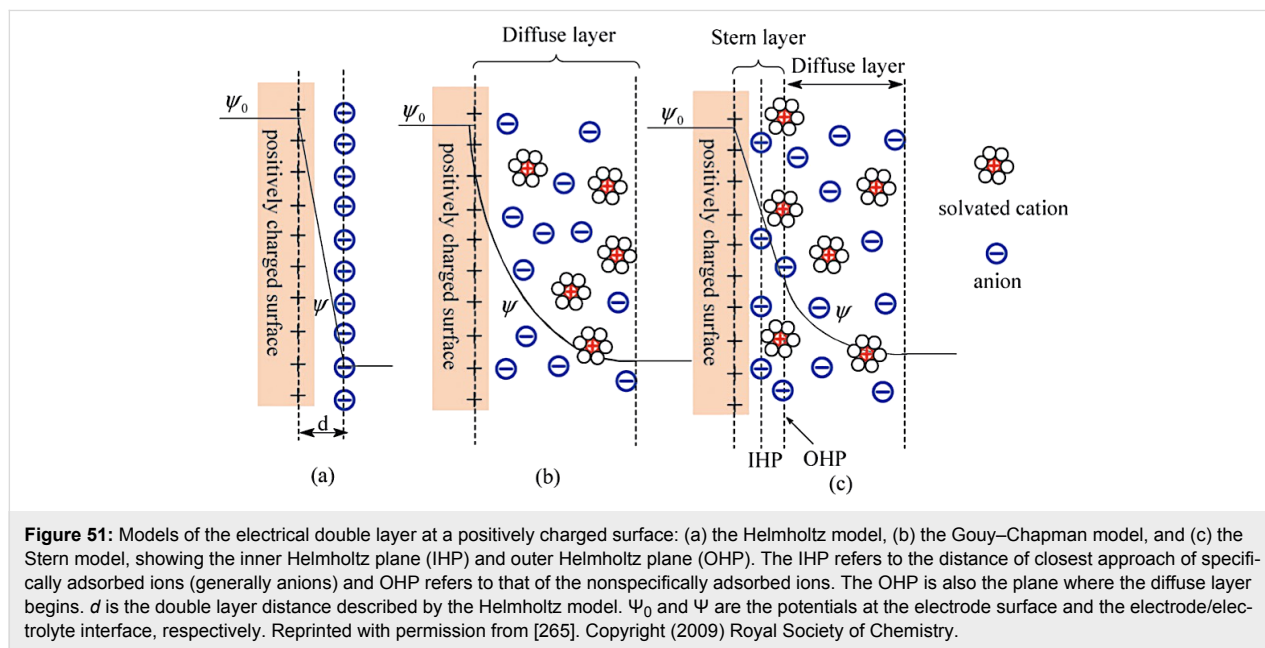 Diffuse layer
Stern layer
Diffuse layer
ψ0
ψ0
ψ0
positively charged surface
positively charged surface
positively charged surface
ψ
ψ
ψ
solvated cation
anion
d
IHP
OHP
(a)
(b)
(c)
Figure 51: Models of the electrical double layer at a positively charged surface: (a) the Helmholtz model, (b) the Gouy–Chapman model, and (c) the
Stern model, showing the inner Helmholtz plane (IHP) and outer Helmholtz plane (OHP). The IHP refers to the distance of closest approach of specifi-
cally adsorbed ions (generally anions) and OHP refers to that of the nonspecifically adsorbed ions. The OHP is also the plane where the diffuse layer
begins. d is the double layer distance described by the Helmholtz model. Ψ0 and Ψ are the potentials at the electrode surface and the electrode/elec-
trolyte interface, respectively. Reprinted with permission from [265]. Copyright (2009) Royal Society of Chemistry.